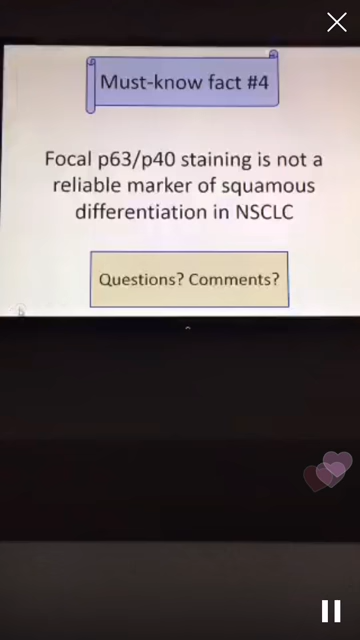 Must-know fact #4
Focal p63/p40 staining is not a
reliable marker of squamous
differentiation in NSCLC
Questions? Comments?